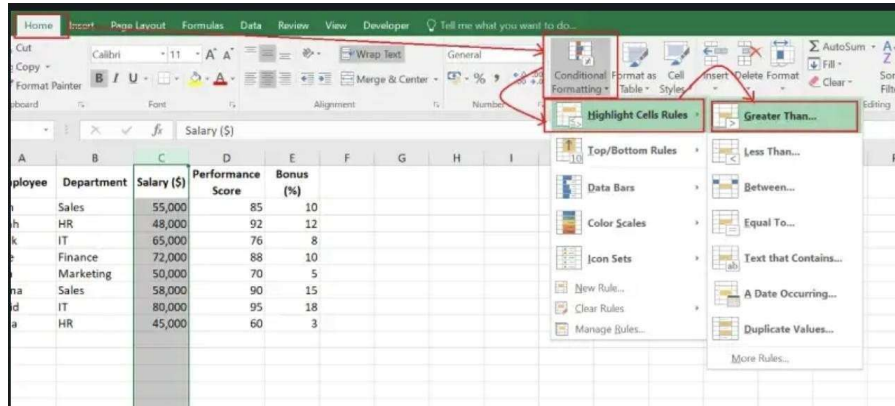 Home Insert Page Layout Formulas Data Review View Developer Tell me what you want to do...
Cut
Copy
Format Painter
Calibri 11 A A
B I U A
Wrap Text
Merge & Center
General
% ,
Conditional Formatting
Format as Table
Cell Styles
Insert Delete Format
AutoSum
Fill
Clear
Font Alignment Editing
fx Salary ($)
A B C D E F G H I
Department Salary ($) Performance Score Bonus (%)
Sales 55,000 85 10
HR 48,000 92 12
IT 65,000 76 8
Finance 72,000 88 10
Marketing 50,000 70 5
Sales 58,000 90 15
IT 80,000 95 18
HR 45,000 60 3
Highlight Cells Rules
Top/Bottom Rules
Data Bars
Color Scales
Icon Sets
New Rule...
Clear Rules
Manage Rules...
Greater Than...
Less Than...
Between...
Equal To...
Text that Contains...
A Date Occurring...
Duplicate Values...
More Rules...